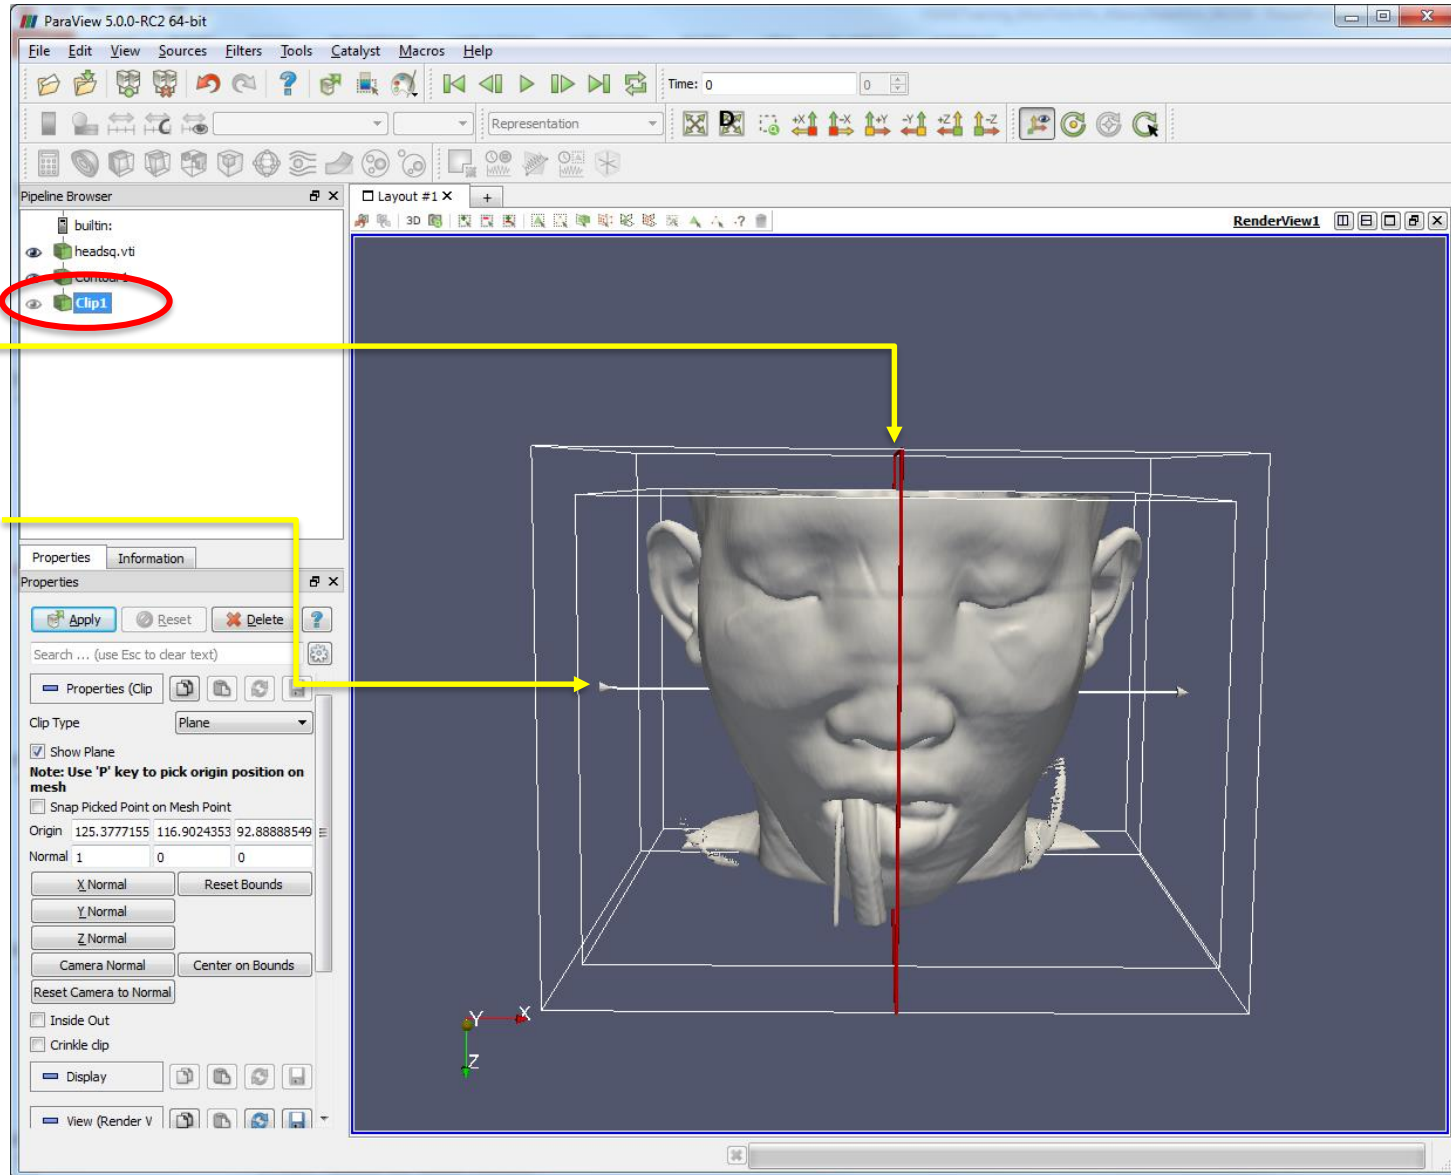 ParaView 5.0.0-RC2 64-bit
File Edit View Sources Filters Tools Catalyst Macros Help
Time: 0 0
Representation
Pipeline Browser
Layout #1
3D
RenderView1
builtin:
headsq.vti
Clip1
Properties Information
Properties
Apply Reset Delete
Search ... (use Esc to clear text)
Properties (Clip
Clip Type Plane
Show Plane
Note: Use 'P' key to pick origin position on
mesh
Snap Picked Point on Mesh Point
Origin 125.3777155 116.9024353 92.88888549
Normal 1 0 0
X Normal Reset Bounds
Y Normal
Z Normal
Camera Normal Center on Bounds
Reset Camera to Normal
Inside Out
Crinkle clip
Display
View (Render V
Y X
Z